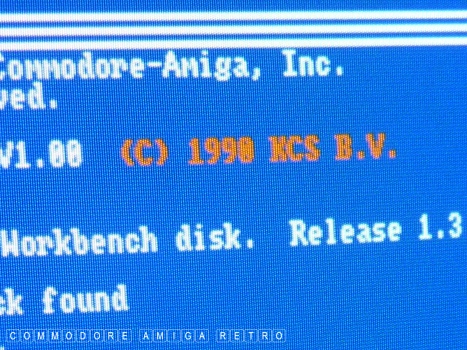 Commodore-Amiga, Inc.
ved.
V1.00 (C) 1990 KCS B.V.
Workbench disk. Release 1.3
ck found
COMMODORE AMIGA RETRO